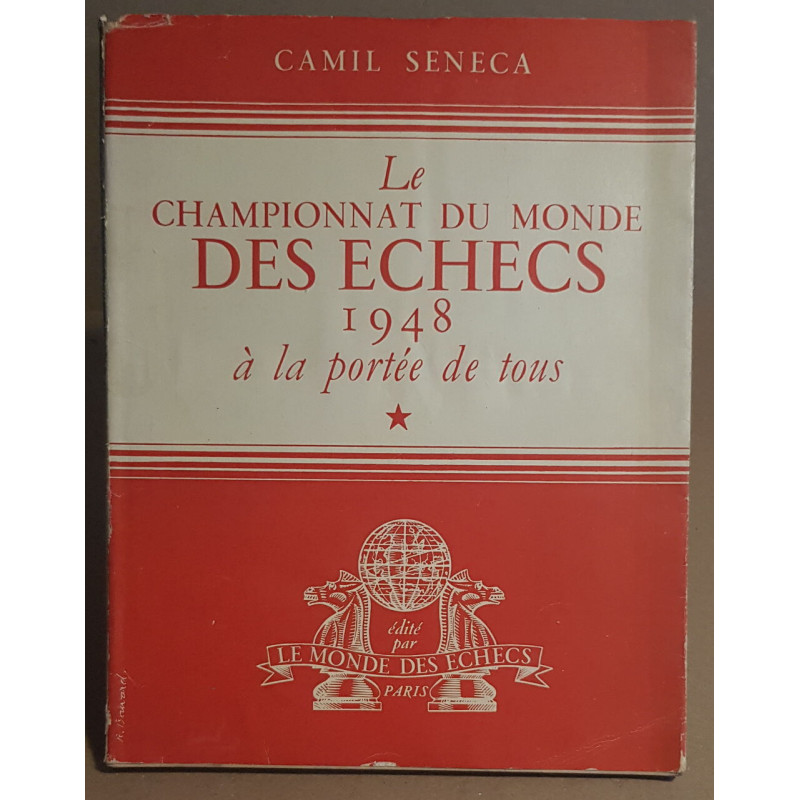 CAMIL SENECA
Le
CHAMPIONNAT DU MONDE
DES ECHECS
1948
à la portée de tous
édité
par
LE MONDE DES ECHECS
PARIS